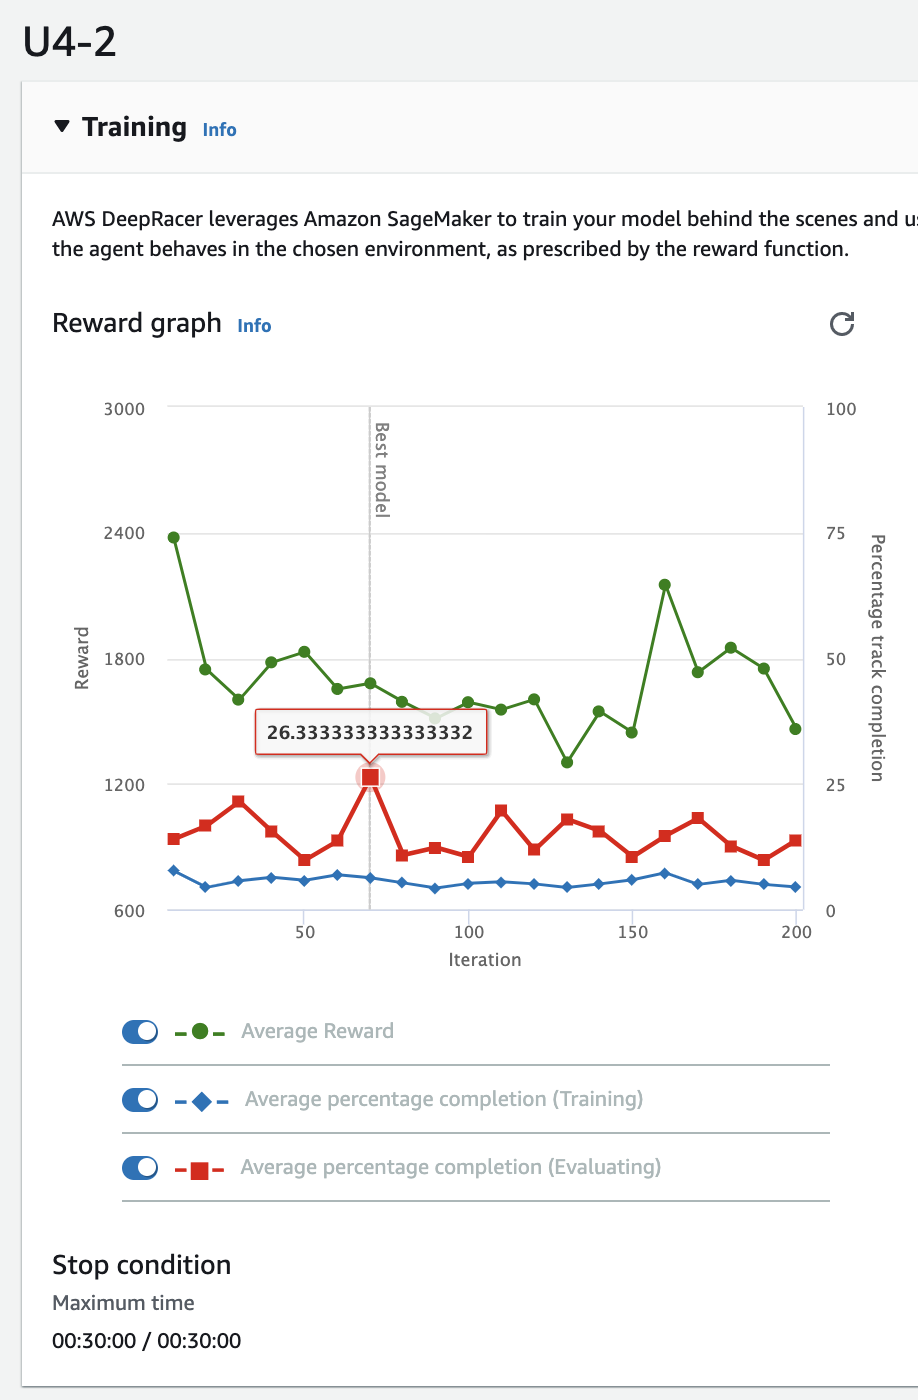 U4-2
Training Info
AWS DeepRacer leverages Amazon SageMaker to train your model behind the scenes and
the agent behaves in the chosen environment, as prescribed by the reward function.
Reward graph Info
3000
2400
1800
1200
600
Reward
100
75
50
25
0
Percentage track completion
Best model
26.333333333333332
50
100
150
200
Iteration
Average Reward
Average percentage completion (Training)
Average percentage completion (Evaluating)
Stop condition
Maximum time
00:30:00 / 00:30:00